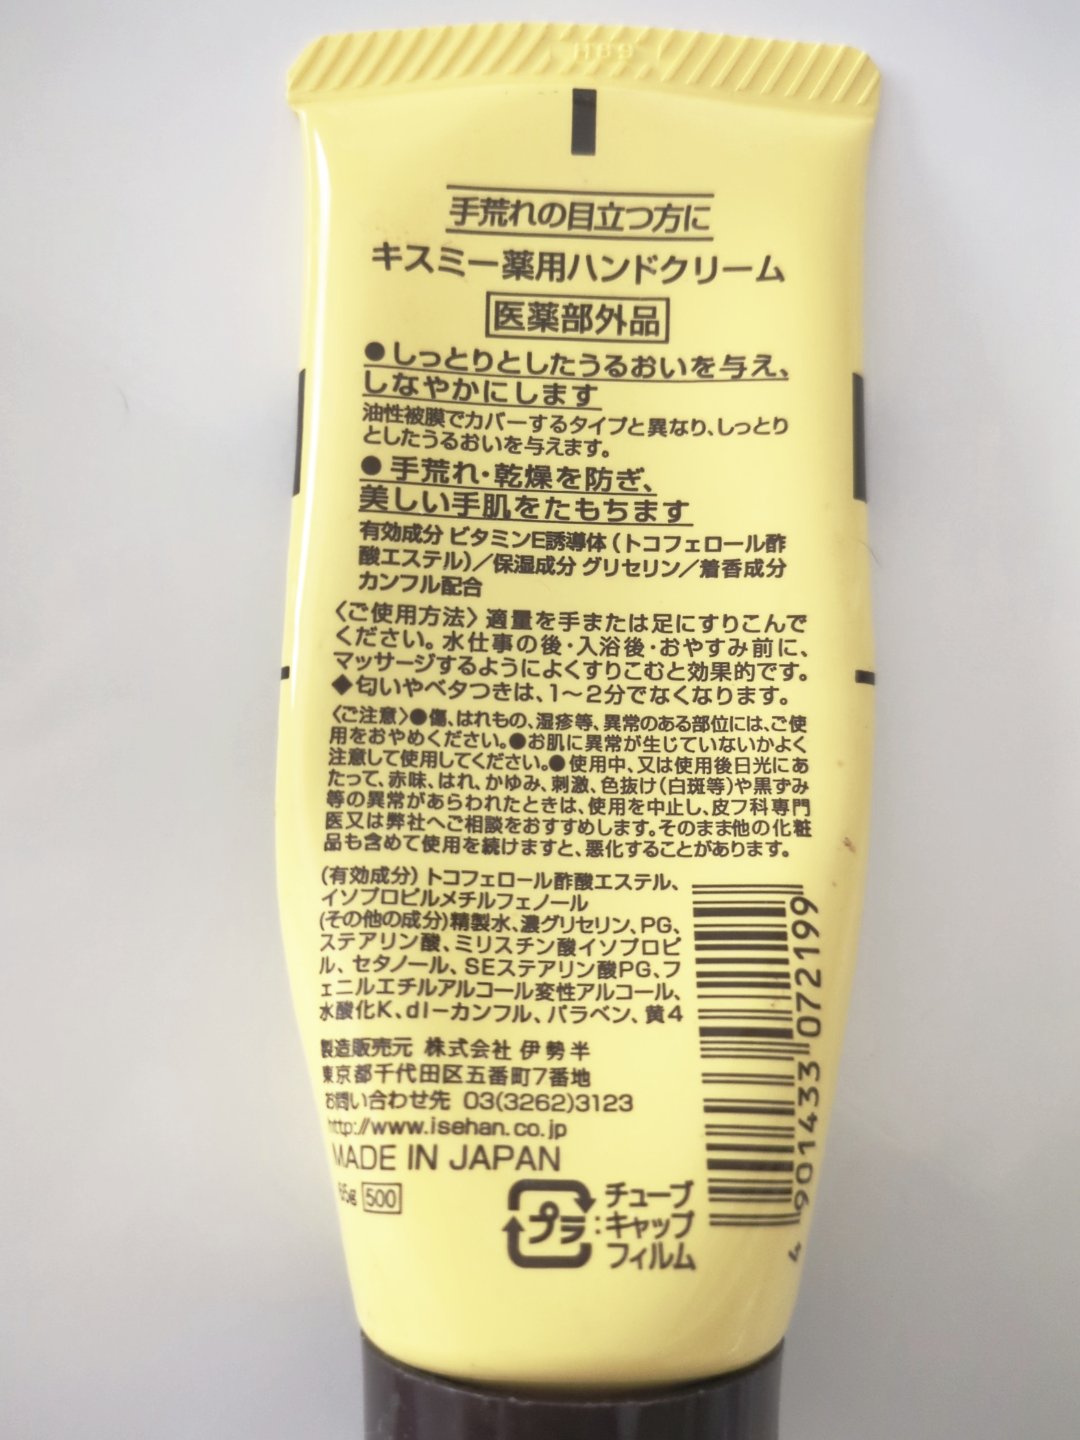 手荒れの目立つ方に
キスミー薬用ハンドクリーム
医薬部外品
●しっとりとしたうるおいを与え、
しなやかにします
油性被膜でカバーするタイプと異なり、しっとり
としたうるおいを与えます。
●手荒れ・乾燥を防ぎ、
美しい手肌をたもちます
有効成分 ビタミンE誘導体(トコフェロール酢
酸エステル)/保湿成分 グリセリン/着香成分
カンフル配合
〈ご使用方法〉適量を手または足にすりこんで
ください。水仕事の後・入浴後・おやすみ前に、
マッサージするようによくすりこむと効果的です。
◆匂いやベタつきは、1〜2分でなくなります。
〈ご注意〉●傷、はれもの、湿疹等、異常のある部位には、ご使
用をおやめください。●お肌に異常が生じていないかよく
注意して使用してください。●使用中、又は使用後日光にあ
たって、赤味、はれ、かゆみ、刺激、色抜け(白斑等)や黒ずみ
等の異常があらわれたときは、使用を中止し、皮フ科専門
医又は弊社へご相談をおすすめします。そのまま他の化粧
品も含めて使用を続けますと、悪化することがあります。
(有効成分)トコフェロール酢酸エステル、
イソプロピルメチルフェノール
(その他の成分)精製水、濃グリセリン、PG、
ステアリン酸、ミリスチン酸イソプロピ
ル、セタノール、SEステアリン酸PG、フ
ェニルエチルアルコール変性アルコール、
水酸化K、dl−カンフル、パラベン、黄4
製造販売元 株式会社 伊勢半
東京都千代田区五番町7番地
お問い合わせ先 03(3262)3123
http://www.isehan.co.jp
MADE IN JAPAN
65g 500
プラ
:チューブ
キャップ
フィルム
4 901433 072199